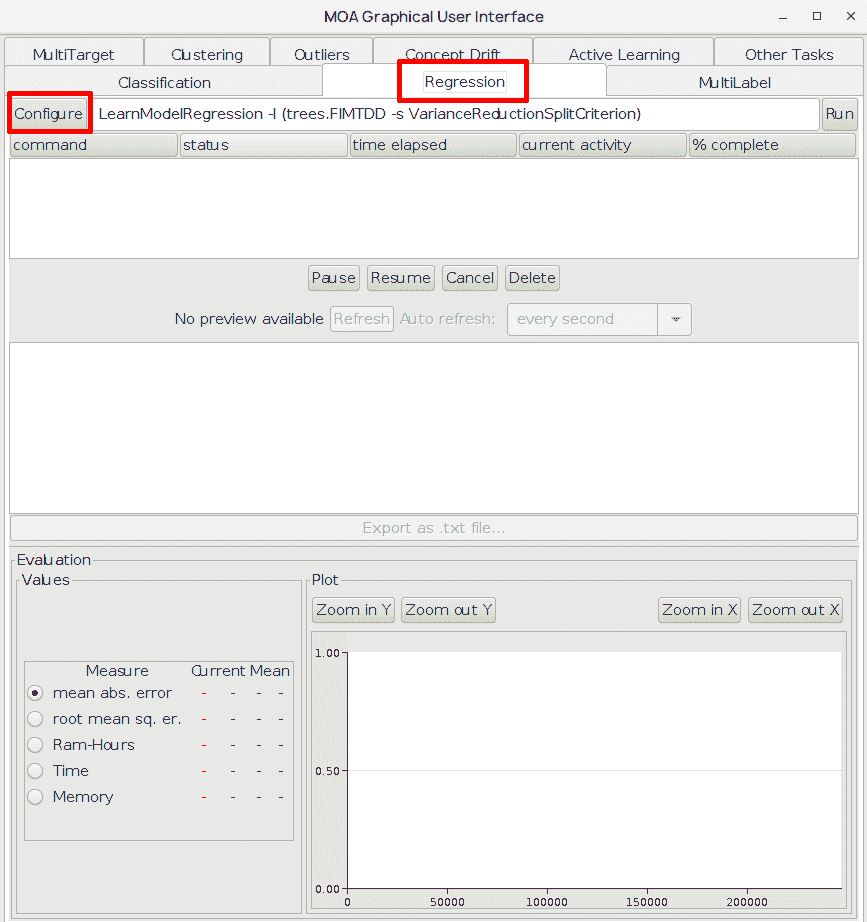 MOA Graphical User Interface
MultiTarget Clustering Outliers Concept Drift Active Learning Other Tasks
Classification Regression MultiLabel
Configure LearnModelRegression -l (trees.FIMTDD -s VarianceReductionSplitCriterion) Run
command status time elapsed current activity % complete
Pause Resume Cancel Delete
No preview available Refresh Auto refresh: every second
Export as .txt file...
Evaluation
Values Plot
Zoom in Y Zoom out Y Zoom in X Zoom out X
Measure Current Mean
mean abs. error - - - -
root mean sq. er. - - - -
Ram-Hours - - - -
Time - - - -
Memory - - - -
1.00
0.50
0.00
0 50000 100000 150000 200000